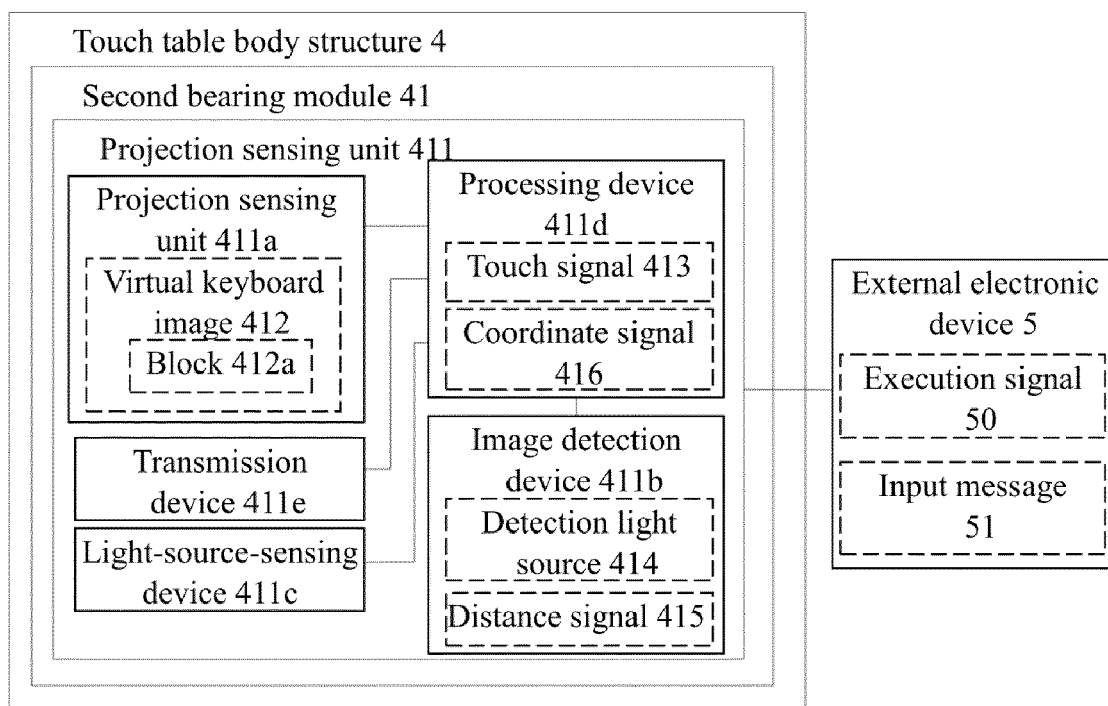 Touch table body structure 4
Second bearing module 41
Projection sensing unit 411
Projection sensing
unit 411a
Virtual keyboard
image 412
Block 412a
Transmission
device 411e
Light-source-sensing
device 411c
Processing device
411d
Touch signal 413
Coordinate signal
416
Image detection
device 411b
Detection light
source 414
Distance signal 415
External electronic
device 5
Execution signal
50
Input message
51